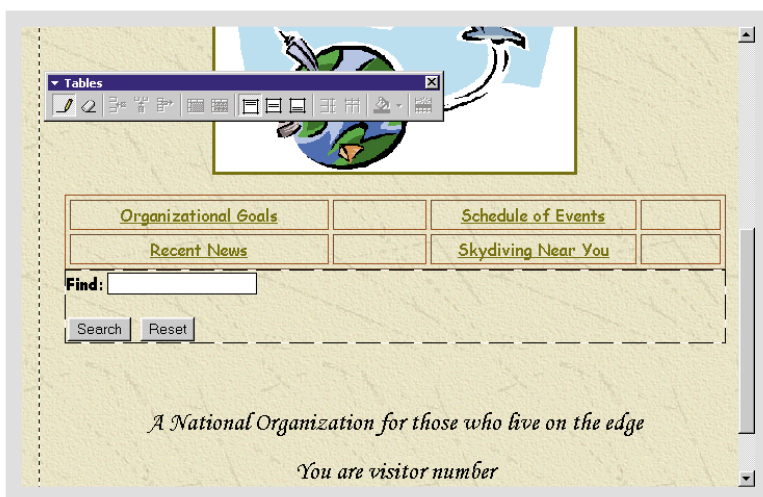 Tables
Organizational Goals Schedule of Events
Recent News Skydiving Near You
Find:
Search Reset
A National Organization for those who live on the edge
You are visitor number